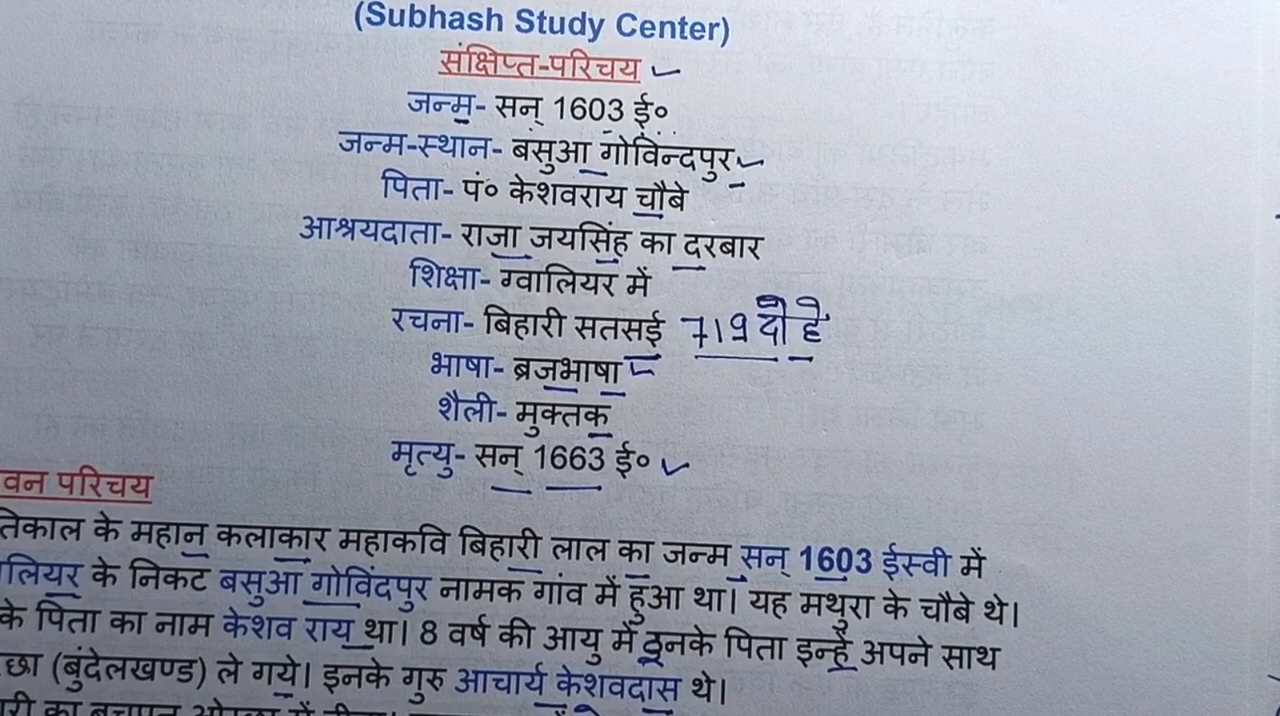 (Subhash Study Center)
संक्षिप्त-परिचय
जन्म- सन् 1603 ई०
जन्म-स्थान- बंसुआ गोविन्दपुर
पिता- पं० केशवराय चौबे
आश्रयदाता- राजा जयसिंह का दरबार
शिक्षा- ग्वालियर में
रचना- बिहारी सतसई 719 दोहे
भाषा- ब्रजभाषा
शैली- मुक्तक
मृत्यु- सन् 1663 ई०
वन परिचय
तिकाल के महान कलाकार महाकवि बिहारी लाल का जन्म सन् 1603 ईस्वी में
लियर के निकट बसुआ गोविंदपुर नामक गांव में हुआ था। यह मथुरा के चौबे थे।
के पिता का नाम केशव राय था। 8 वर्ष की आयु में इनके पिता इन्हें अपने साथ
छा (बुंदेलखण्ड) ले गये। इनके गुरु आचार्य केशवदास थे।